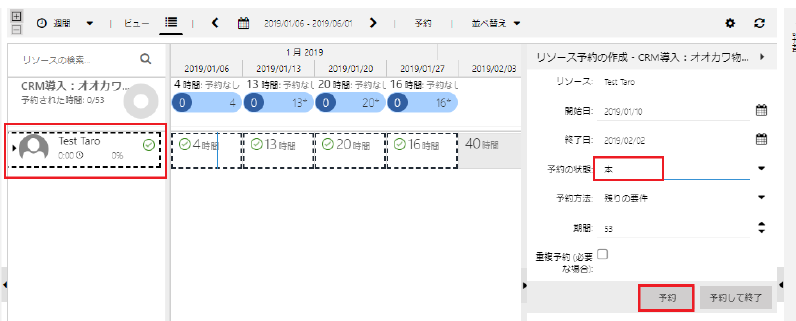 週間 ビュー 2019/01/06 - 2019/06/01 予約 並べ替え
リソースの検索...
1 月 2019
2019/01/06 2019/01/13 2019/01/20 2019/01/27 2019/02/03
CRM導入：オオカワ...
予約された時間: 0/53
4 時間: 予約なし 13 時間: 予約なし 20 時間: 予約なし 16 時間: 予約なし
0 4 0 13+ 0 20+ 0 16+
Test Taro
0:00 0%
4 時間 13 時間 20 時間 16 時間 40 時間
リソース予約の作成 - CRM導入：オオカワ物...
リソース: Test Taro
開始日: 2019/01/10
終了日: 2019/02/02
予約の状態: 本
予約方法: 残りの要件
期間: 53
重複予約 (必要な場合):
予約 予約して終了